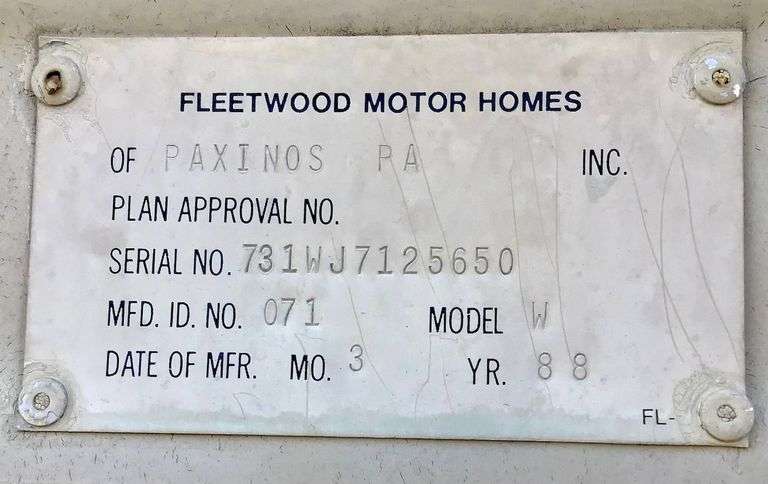 FLEETWOOD MOTOR HOMES
OF PAXINOS PA INC.
PLAN APPROVAL NO.
SERIAL NO. 731WJ7125650
MFD. ID. NO. 071 MODEL W
DATE OF MFR. MO. 3 YR. 88
FL-